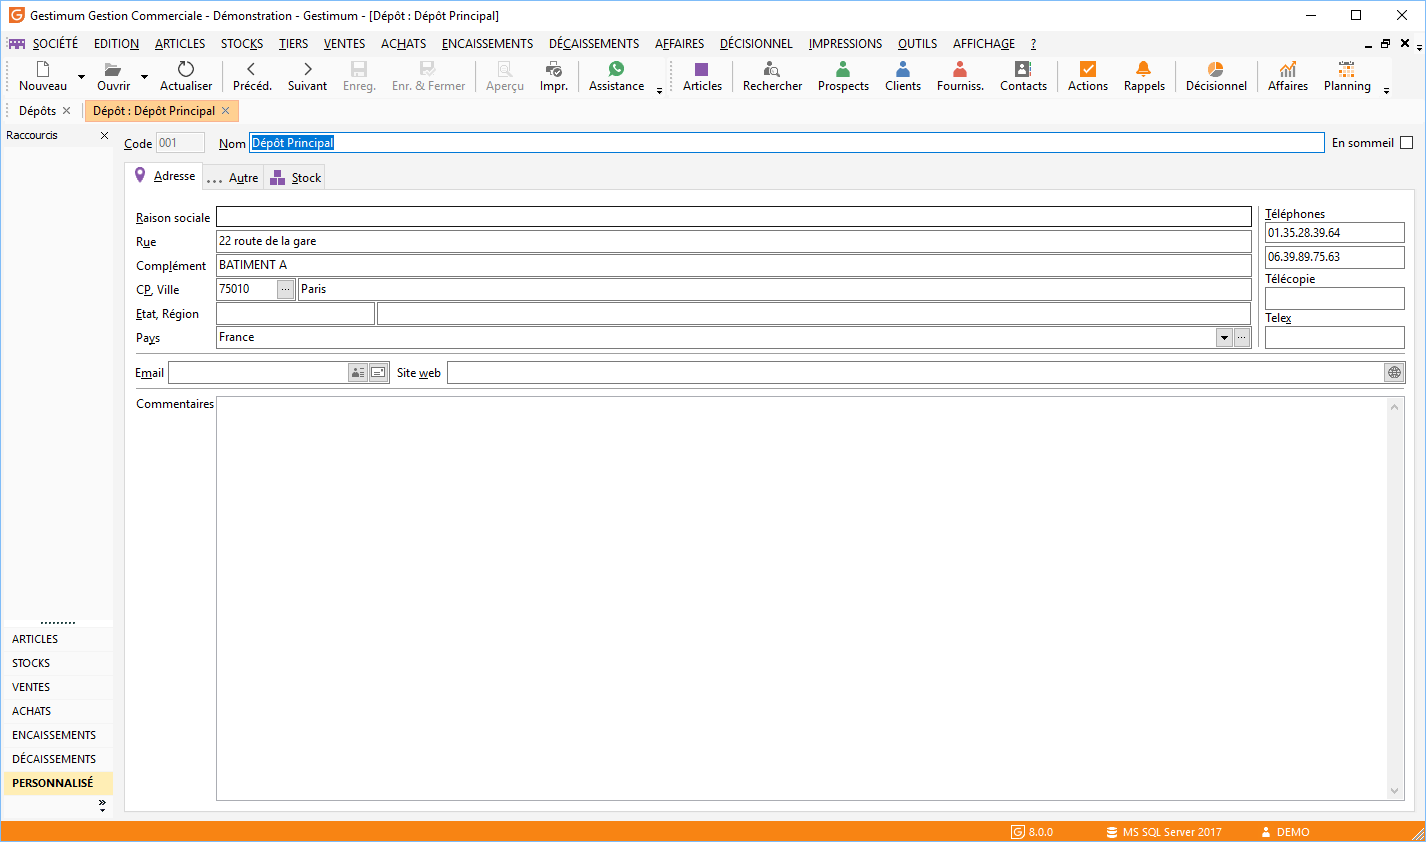 Gestimum Gestion Commerciale - Démonstration - Gestimum - [Dépôt : Dépôt Principal]
SOCIÉTÉ EDITION ARTICLES STOCKS TIERS VENTES ACHATS ENCAISSEMENTS DÉCAISSEMENTS AFFAIRES DÉCISIONNEL IMPRESSIONS OUTILS AFFICHAGE ?
Nouveau Ouvrir Actualiser Précéd. Suivant Enreg. Enr. & Fermer Aperçu Impr. Assistance Articles Rechercher Prospects Clients Fourniss. Contacts Actions Rappels Décisionnel Affaires Planning
Dépôts Dépôt : Dépôt Principal
Raccourcis
Code 001 Nom Dépôt Principal En sommeil
Adresse ... Autre Stock
Raison sociale
Rue 22 route de la gare
Complément BATIMENT A
CP, Ville 75010 ... Paris
Etat, Région
Pays France ...
Téléphones
01.35.28.39.64
06.39.89.75.63
Télécopie
Telex
Email Site web
Commentaires
ARTICLES
STOCKS
VENTES
ACHATS
ENCAISSEMENTS
DÉCAISSEMENTS
PERSONNALISÉ
8.0.0 MS SQL Server 2017 DEMO